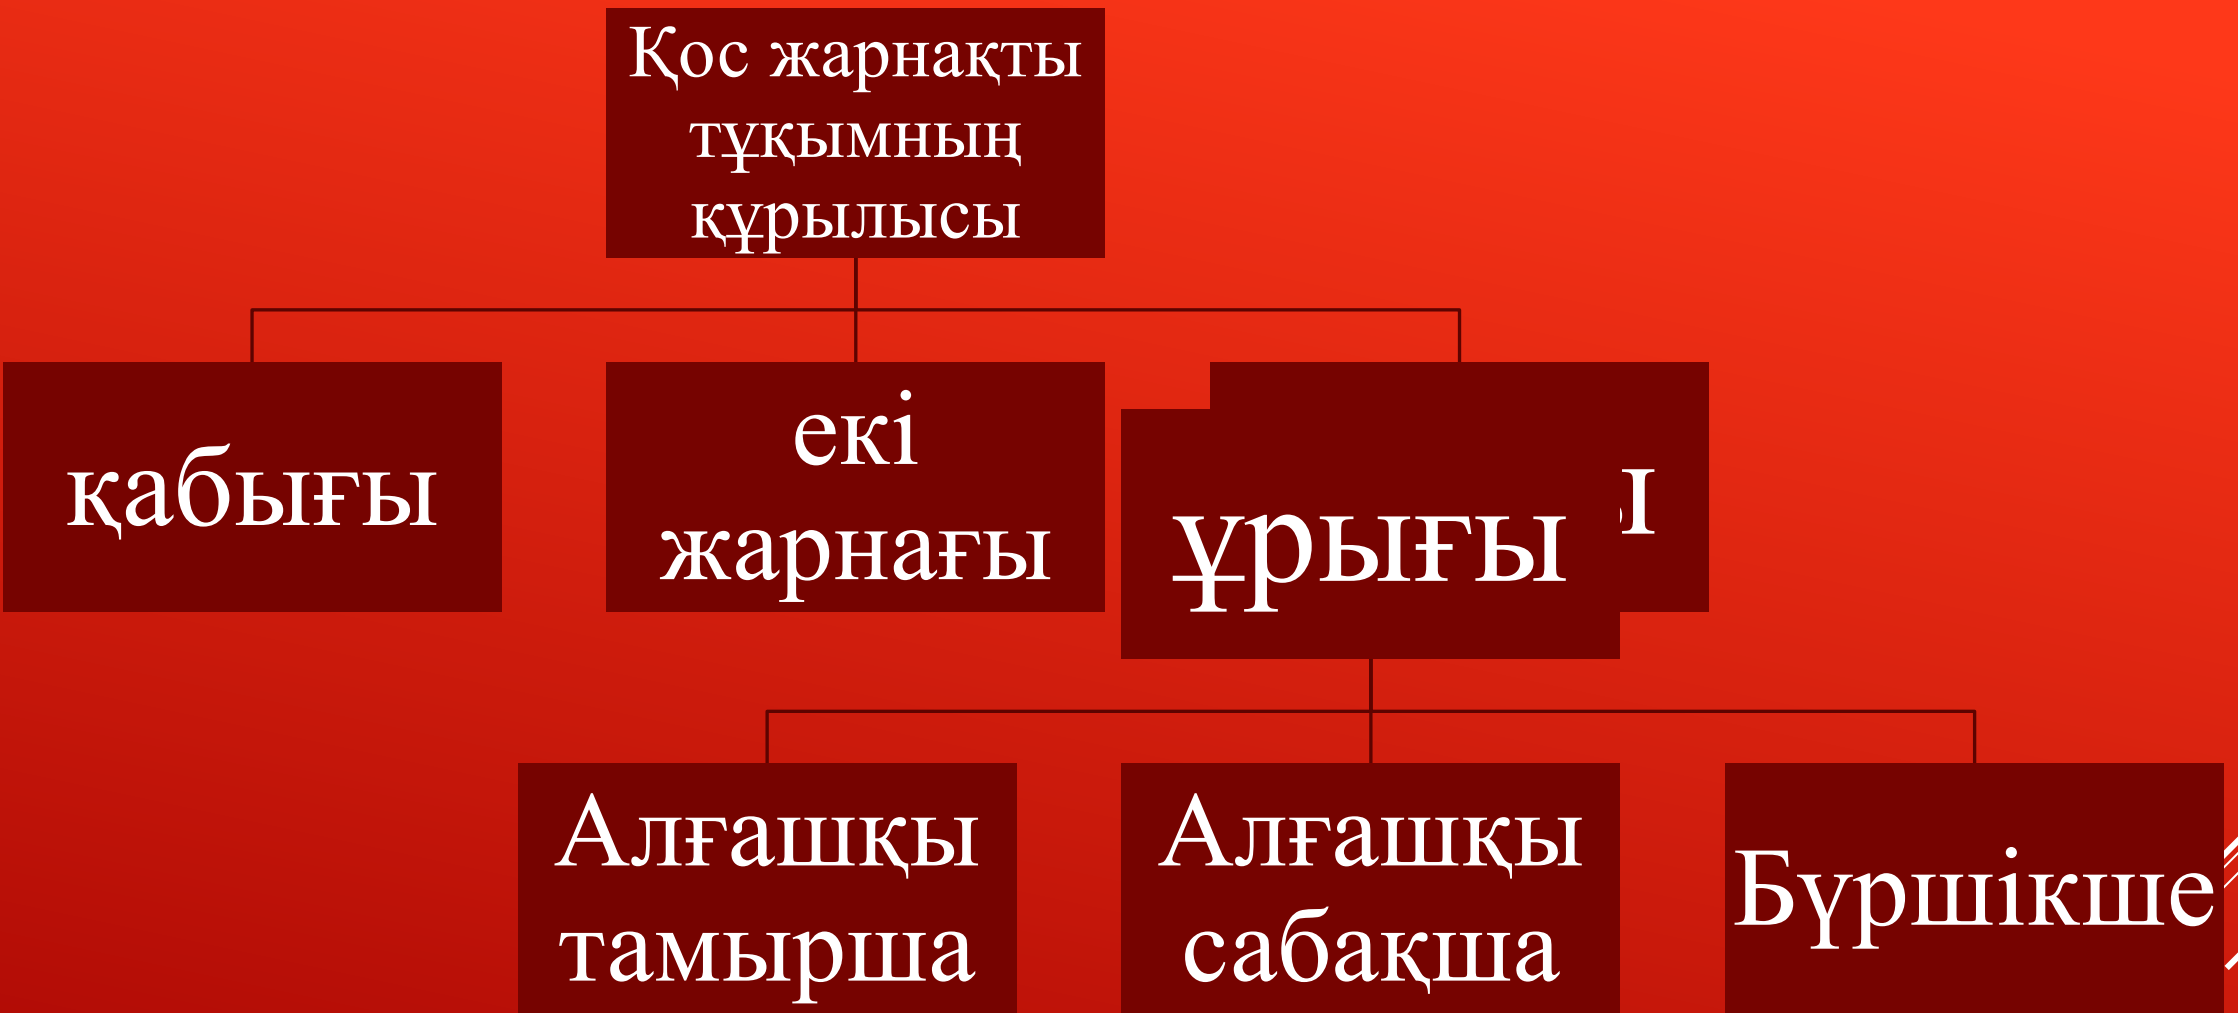 Қос жарнақты
тұқымның
құрылысы
қабығы
екі
жарнағы
ұрығы
Алғашқы
тамырша
Алғашқы
сабақша
Бүршікше